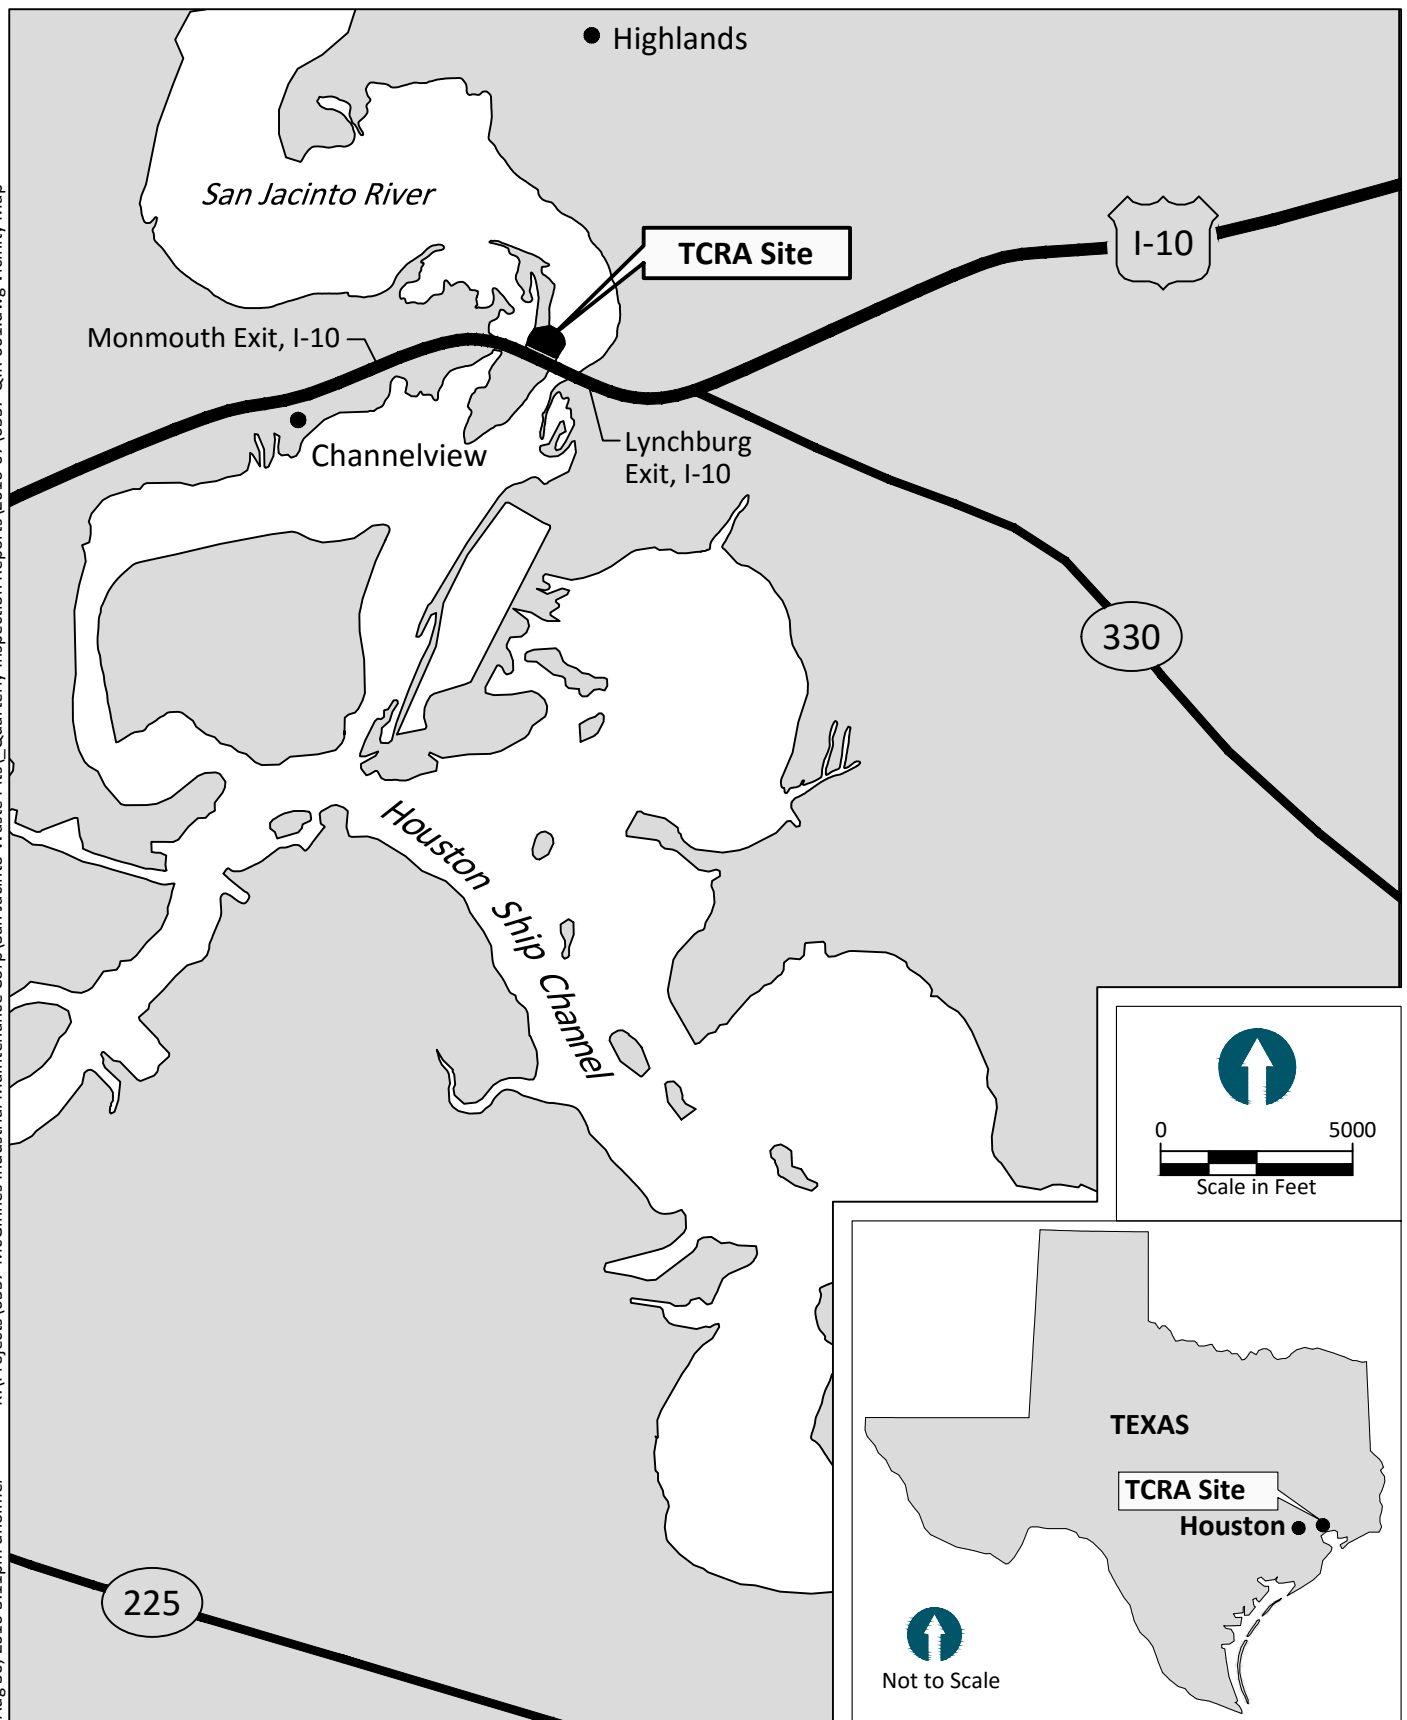 Highlands
San Jacinto River
TCRA Site
I-10
Monmouth Exit, I-10
Lynchburg
Exit, I-10
Channelview
330
Houston Ship Channel
0 5000
Scale in Feet
TEXAS
TCRA Site
Houston
225
Not to Scale